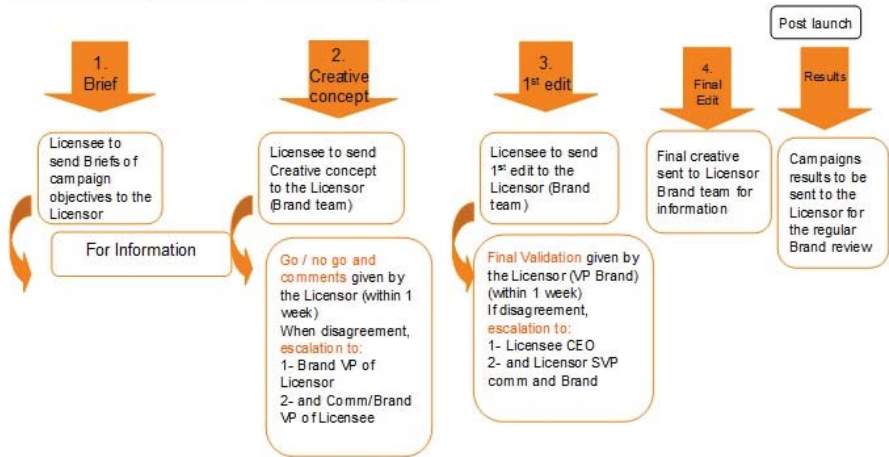 Post launch
1.
Brief
2.
Creative
concept
3.
1st edit
4.
Final
Edit
Results
Licensee to
send Briefs of
campaign
objectives to the
Licensor
For Information
Licensee to send
Creative concept
to the Licensor
(Brand team)
Go / no go and
comments given by
the Licensor (within 1
week)
When disagreement,
escalation to:
1- Brand VP of
Licensor
2- and Comm/Brand
VP of Licensee
Licensee to send
1st edit to the
Licensor (Brand
team)
Final Validation given by
the Licensor (VP Brand)
(within 1 week)
If disagreement,
escalation to:
1- Licensee CEO
2- and Licensor SVP
comm and Brand
Final creative
sent to Licensor
Brand team for
information
Campaigns
results to be
sent to the
Licensor for
the regular
Brand review